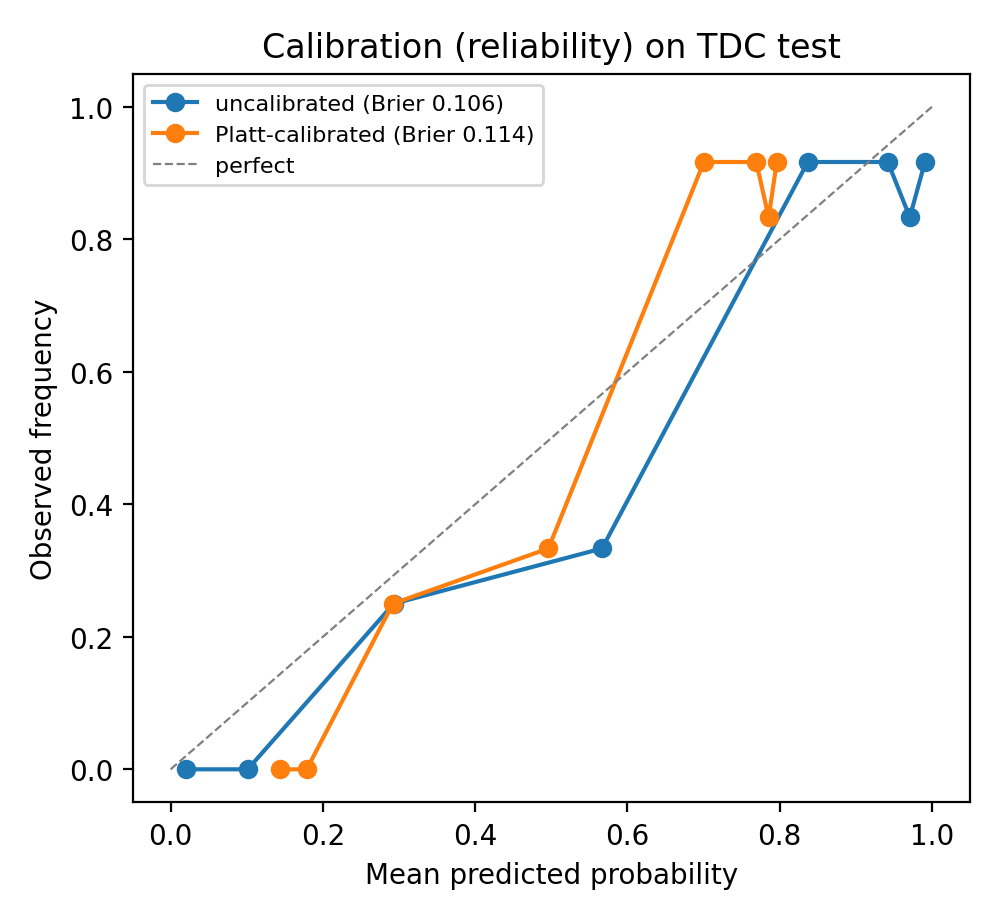 Calibration (reliability) on TDC test
uncalibrated (Brier 0.106)
Platt-calibrated (Brier 0.114)
perfect
1.0
0.8
0.6
0.4
0.2
0.0
Observed frequency
0.0 0.2 0.4 0.6 0.8 1.0
Mean predicted probability